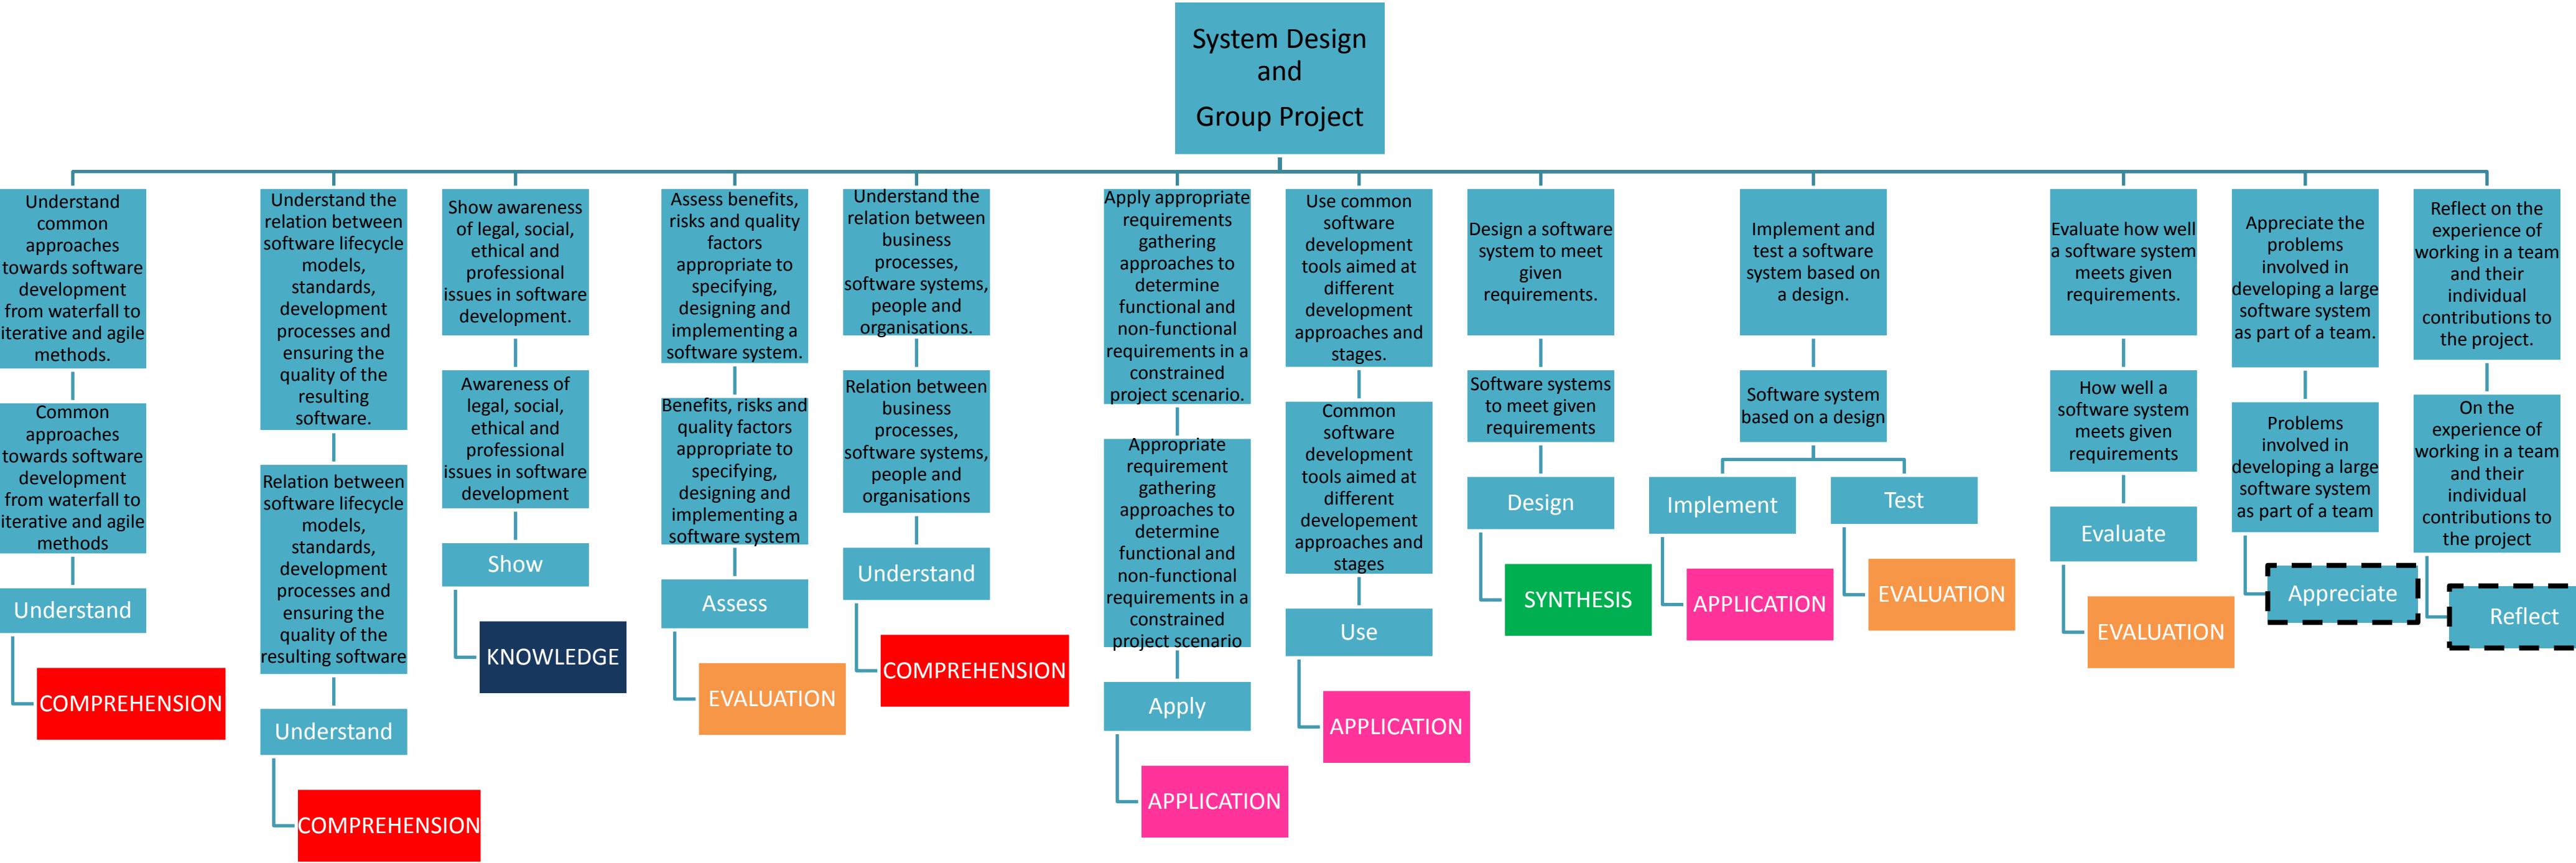 System Design
and
Group Project
Understand
common
approaches
towards software
development
from waterfall to
iterative and agile
methods.
Common
approaches
towards software
development
from waterfall to
iterative and agile
methods
Understand
COMPREHENSION
Understand the
relation between
software lifecycle
models,
standards,
development
processes and
ensuring the
quality of the
resulting
software.
Relation between
software lifecycle
models,
standards,
development
processes and
ensuring the
quality of the
resulting software
Understand
COMPREHENSION
Show awareness
of legal, social,
ethical and
professional
issues in software
development.
Awareness of
legal, social,
ethical and
professional
issues in software
development
Show
KNOWLEDGE
Assess benefits,
risks and quality
factors
appropriate to
specifying,
designing and
implementing a
software system.
Benefits, risks and
quality factors
appropriate to
specifying,
designing and
implementing a
software system
Assess
EVALUATION
Understand the
relation between
business
processes,
software systems,
people and
organisations.
Relation between
business
processes,
software systems,
people and
organisations
Understand
COMPREHENSION
Apply appropriate
requirements
gathering
approaches to
determine
functional and
non-functional
requirements in a
constrained
project scenario.
Appropriate
requirement
gathering
approaches to
determine
functional and
non-functional
requirements in a
constrained
project scenario
Apply
APPLICATION
Use common
software
development
tools aimed at
different
development
approaches and
stages.
Common
software
development
tools aimed at
different
developement
approaches and
stages
Use
APPLICATION
Design a software
system to meet
given
requirements.
Software systems
to meet given
requirements
Design
SYNTHESIS
Implement and
test a software
system based on
a design.
Software system
based on a design
Implement
APPLICATION
Test
EVALUATION
Evaluate how well
a software system
meets given
requirements.
How well a
software system
meets given
requirements
Evaluate
EVALUATION
Appreciate the
problems
involved in
developing a large
software system
as part of a team.
Problems
involved in
developing a large
software system
as part of a team
Appreciate
Reflect on the
experience of
working in a team
and their
individual
contributions to
the project.
On the
experience of
working in a team
and their
individual
contributions to
the project
Reflect